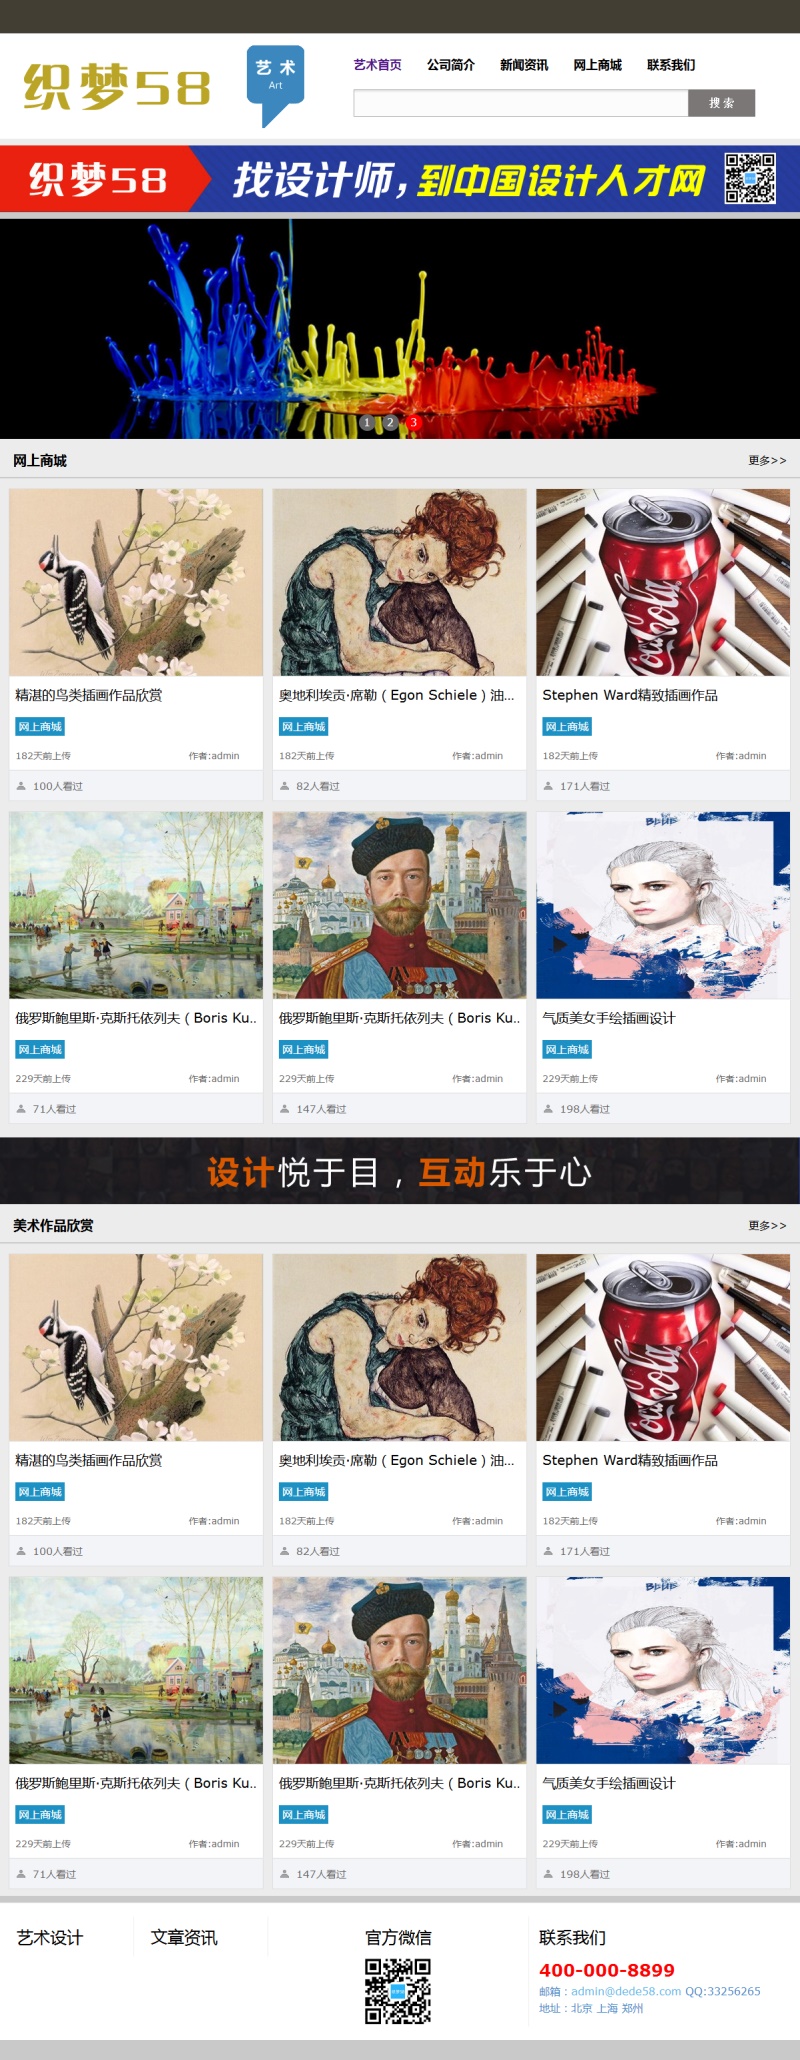 织梦58
艺术
Art
艺术首页 公司简介 新闻资讯 网上商城 联系我们
搜 索
织梦58 找设计师，到中国设计人才网
1 2 3
网上商城 更多>>
Coca Cola
精湛的鸟类插画作品欣赏
网上商城
182天前上传 作者:admin
100人看过
奥地利埃贡·席勒 ( Egon Schiele ) 油...
网上商城
182天前上传 作者:admin
82人看过
Stephen Ward精致插画作品
网上商城
182天前上传 作者:admin
171人看过
俄罗斯鲍里斯·克斯托依列夫 ( Boris Ku..
网上商城
229天前上传 作者:admin
71人看过
俄罗斯鲍里斯·克斯托依列夫 ( Boris Ku..
网上商城
229天前上传 作者:admin
147人看过
气质美女手绘插画设计
网上商城
229天前上传 作者:admin
198人看过
设计悦于目，互动乐于心
美术作品欣赏 更多>>
Coca Cola
精湛的鸟类插画作品欣赏
网上商城
182天前上传 作者:admin
100人看过
奥地利埃贡·席勒 ( Egon Schiele ) 油...
网上商城
182天前上传 作者:admin
82人看过
Stephen Ward精致插画作品
网上商城
182天前上传 作者:admin
171人看过
俄罗斯鲍里斯·克斯托依列夫 ( Boris Ku..
网上商城
229天前上传 作者:admin
71人看过
俄罗斯鲍里斯·克斯托依列夫 ( Boris Ku..
网上商城
229天前上传 作者:admin
147人看过
气质美女手绘插画设计
网上商城
229天前上传 作者:admin
198人看过
艺术设计
文章资讯
官方微信
联系我们
400-000-8899
邮箱：admin@dede58.com QQ:33256265
地址：北京 上海 郑州